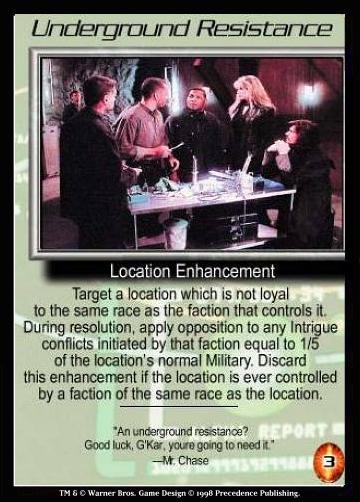 Underground Resistance
Location Enhancement
Target a location which is not loyal
to the same race as the faction that controls it.
During resolution, apply opposition to any Intrigue
conflicts initiated by that faction equal to 1/5
of the location's normal Military. Discard
this enhancement if the location is ever controlled
by a faction of the same race as the location.
"An underground resistance?
Good luck, G'Kar, youre going to need it."
—Mr. Chase
REPORT
3
TM & © Warner Bros. Game Design © 1998 Precedence Publishing.